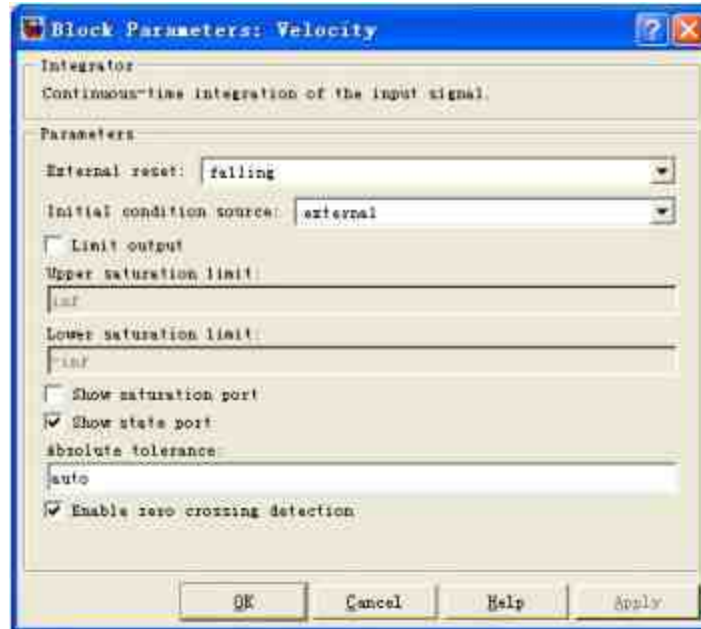 Block Parameters: Velocity
Integrator
Continuous-time integration of the input signal.
Parameters
External reset: falling
Initial condition source: external
Limit output
Upper saturation limit:
inf
Lower saturation limit:
-inf
Show saturation port
Show state port
Absolute tolerance:
auto
Enable zero crossing detection
OK Cancel Help Apply